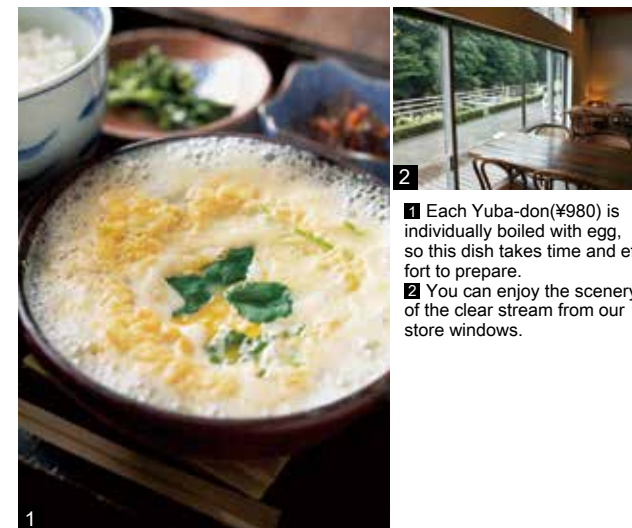 2
1 Each Yuba-don(¥980) is
individually boiled with egg,
so this dish takes time and ef
fort to prepare.
2 You can enjoy the scenery
of the clear stream from our
store windows.
1